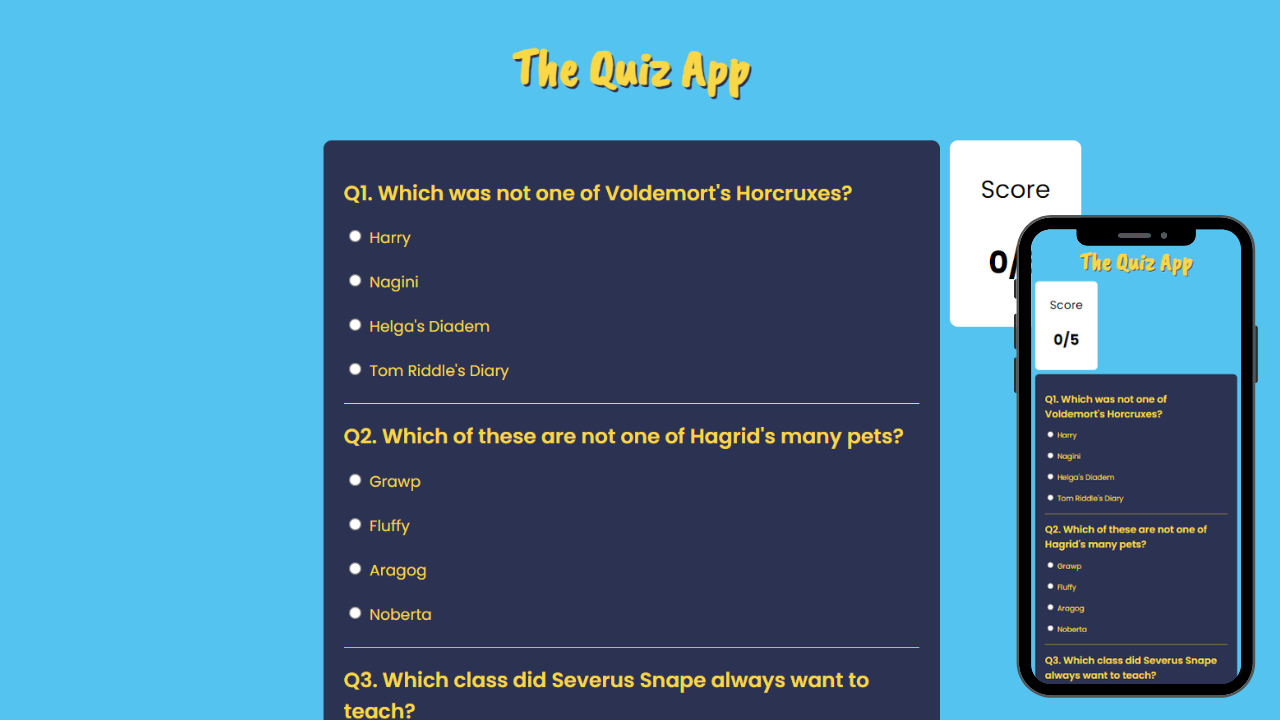 The Quiz App
Q1. Which was not one of Voldemort's Horcruxes?
Harry
Nagini
Helga's Diadem
Tom Riddle's Diary
Q2. Which of these are not one of Hagrid's many pets?
Grawp
Fluffy
Aragog
Noberta
Q3. Which class did Severus Snape always want to
teach?
Score
0/
The Quiz App
Score
0/5
Q1. Which was not one of
Voldemort's Horcruxes?
Harry
Nagini
Helga's Diadem
Tom Riddle's Diary
Q2. Which of these are not one of
Hagrid's many pets?
Grawp
Fluffy
Aragog
Noberta
Q3. Which class did Severus Snape
always want to teach?